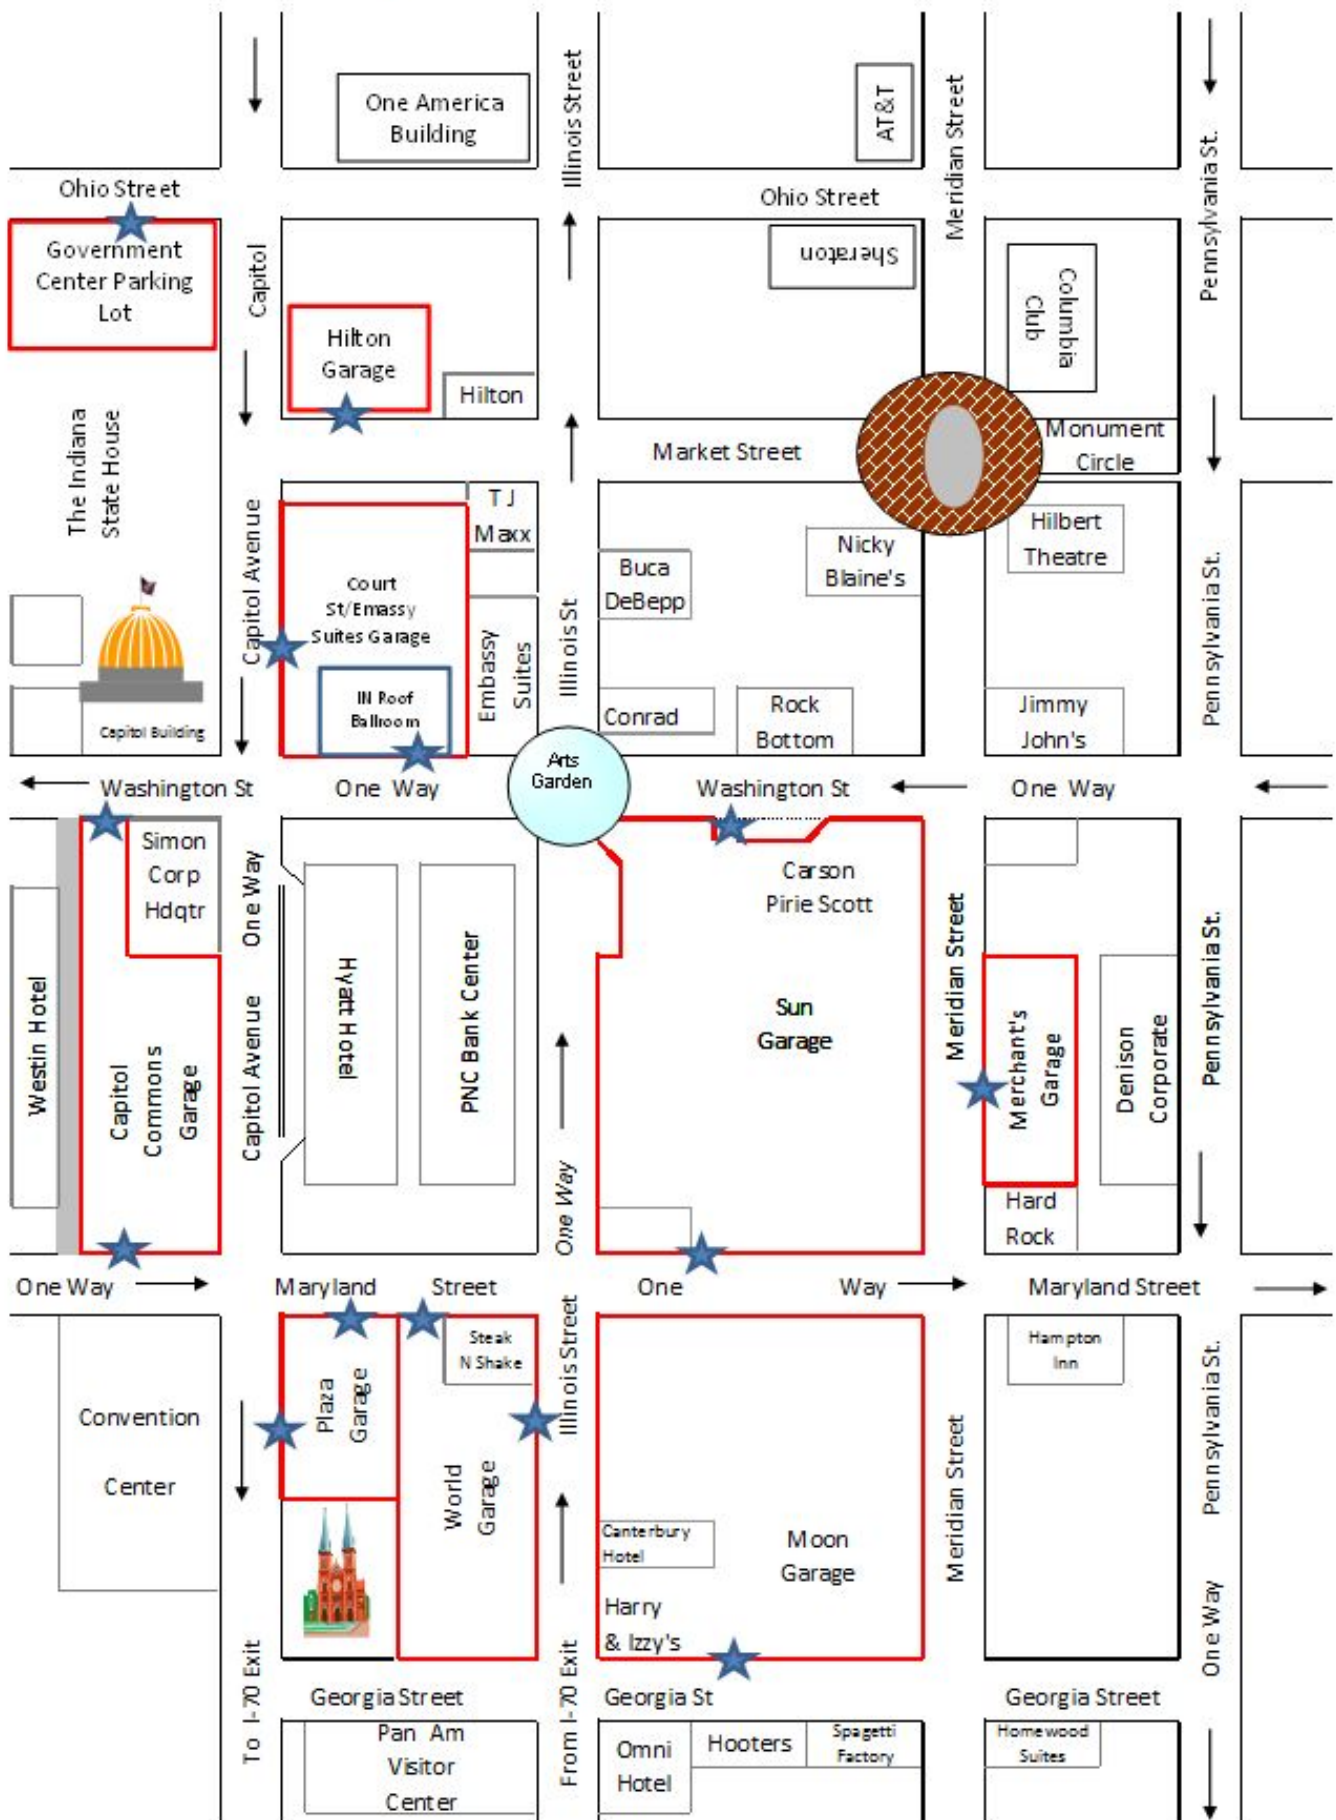 One America
Building
Illinois Street
AT&T
Meridian Street
Pennsylvania St.
Ohio Street
Ohio Street
Government
Center Parking
Lot
Capitol
Hilton
Garage
Hilton
Sheraton
Columbia
Club
The Indiana
State House
Market Street
Monument
Circle
Capitol Avenue
T J
Maxx
Court
St/Emassy
Suites Garage
IN Roof
Ballroom
Embassy
Suites
Illinois St
Buca
DeBepp
Nicky
Blaine's
Hilbert
Theatre
Pennsylvania St.
Capitol Building
Conrad
Rock
Bottom
Jimmy
John's
Arts
Garden
Washington St
One Way
Washington St
One Way
Simon
Corp
Hdqtr
One Way
Capitol Avenue
Westin Hotel
Capitol
Commons
Garage
Hyatt Hotel
PNC Bank Center
Carson
Pirie Scott
Sun
Garage
Meridian Street
Merchant's
Garage
Denison
Corporate
Pennsylvania St.
Hard
Rock
One Way
One Way
Maryland
Street
One
Way
Maryland Street
Convention
Center
Plaza
Garage
Steak
N Shake
World
Garage
Illinois Street
Hampton
Inn
Pennsylvania St.
Canterbury
Hotel
Moon
Garage
Harry
& Izzy's
Meridian Street
One Way
To I-70 Exit
Georgia Street
From I-70 Exit
Georgia St
Georgia Street
Pan Am
Visitor
Center
Omni
Hotel
Hooters
Spagetti
Factory
Homewood
Suites